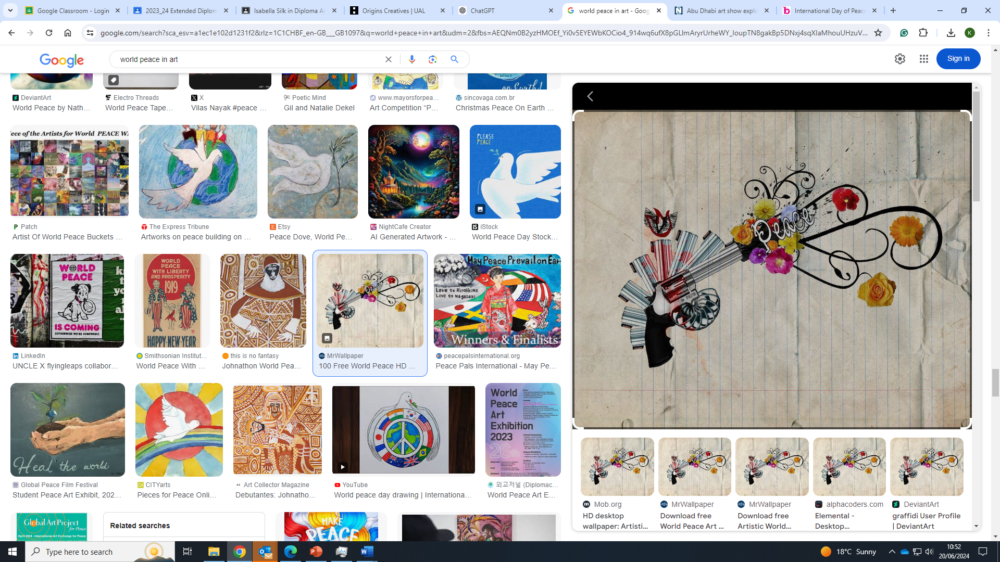 Google Classroom - Login
2023_24 Extended Diplom
Isabella Silk in Diploma Ar
Origins Creatives | UAL
ChatGPT
world peace in art - Goog
Abu Dhabi art show explo
International Day of Peace
google.com/search?sca_esv=a1ec1e102d1231f2&rlz=1C1CHBF_en-GB___GB1097&q=world+peace+in+art&udm=2&fbs=AEQNm0B2yzHMOEf_Yi0v5EYEWbKOCio4_914wq6ufX8pGLlmAryrUrheWY_loupTN8gakBp5DNxj4sqXlaMhouUHzuV...
K
Google
world peace in art
Sign in
on Earth!
DeviantArt
World Peace by Nath...
Electro Threads
World Peace Tape...
X
Vilas Nayak #peace ...
Poetic Mind
Gil and Natalie Dekel
www.mayorsforpea...
Art Competition “P...
sincovaga.com.br
Christmas Peace On Earth ...
iece of the Artists for World PEACE WA
PLEASE
PEACE
Patch
Artist Of World Peace Buckets ...
The Express Tribune
Artworks on peace building on ...
Etsy
Peace Dove, World Pe...
NightCafe Creator
AI Generated Artwork - ...
iStock
World Peace Day Stock...
WORLD
PEACE
IS COMING
(OTHERWISE WE'RE SCREWED!)
WORLD
PEACE
WITH LIBERTY
AND PROSPERITY
1919
HAPPY·NEW·YEAR
Peace
May Peace Prevail on Ear
Love to Hiroshima
Love to Nagasaki
Winners & Finalists
LinkedIn
UNCLE X flyingleaps collabor...
Smithsonian Institut...
World Peace With ...
this is no fantasy
Johnathon World Pea...
MrWallpaper
100 Free World Peace HD ...
peacepalsinternational.org
Peace Pals International - May Pe...
Heal the world
World
Peace
Art
Exhibition
2023
26th
Global Peace Film Festival
Student Peace Art Exhibit, 202...
CITYarts
Pieces for Peace Onli...
Art Collector Magazine
Debutantes: Johnatho...
YouTube
World peace day drawing | Internationa...
외교저널 (Diplomac...
World Peace Art E...
Global Art Project
for Peace
April 2024 - International Art Exchange for Peace
Related searches
MAKE
PEACE
Peace
Mob.org
HD desktop
wallpaper: Artisti...
MrWallpaper
Download free
World Peace Art ...
MrWallpaper
Download free
Artistic World...
alphacoders.com
Elemental -
Desktop...
DeviantArt
graffidi User Profile
| DeviantArt
Type here to search
18°C Sunny
10:52
20/06/2024